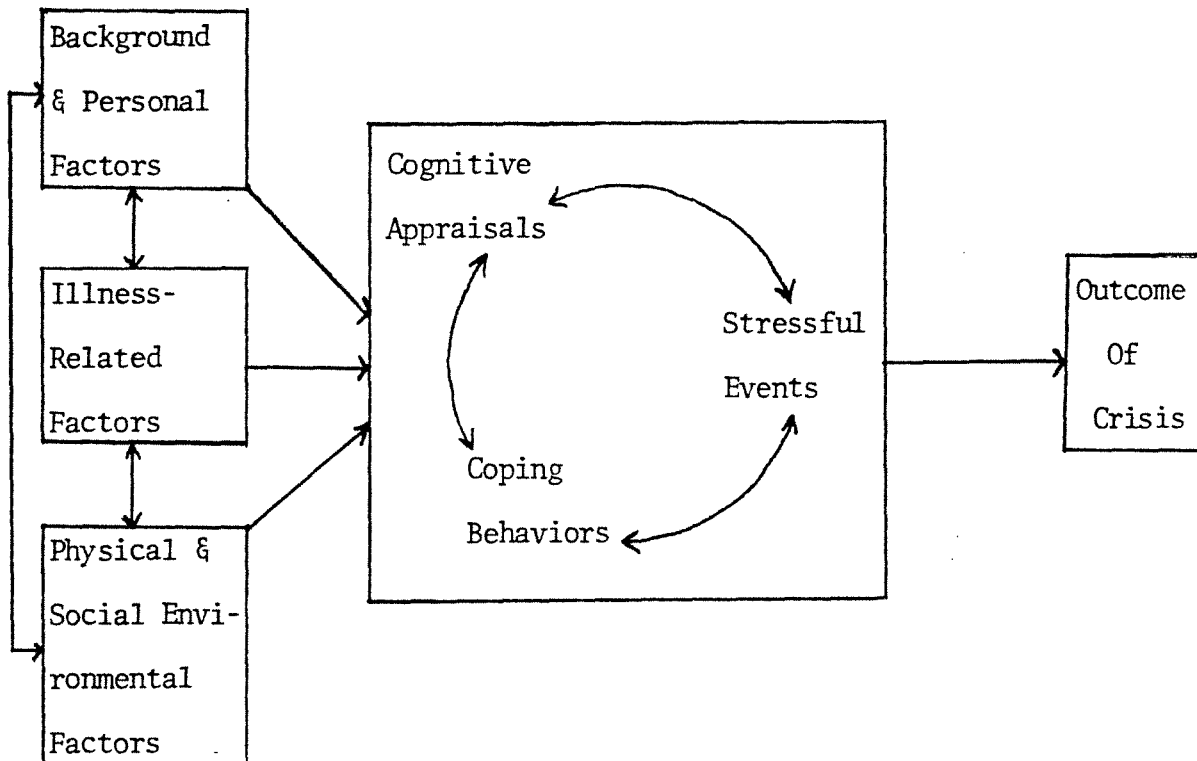 Background
& Personal
Factors
Illness-
Related
Factors
Physical &
Social Envi-
ronmental
Factors
Cognitive
Appraisals
Stressful
Events
Coping
Behaviors
Outcome
Of
Crisis